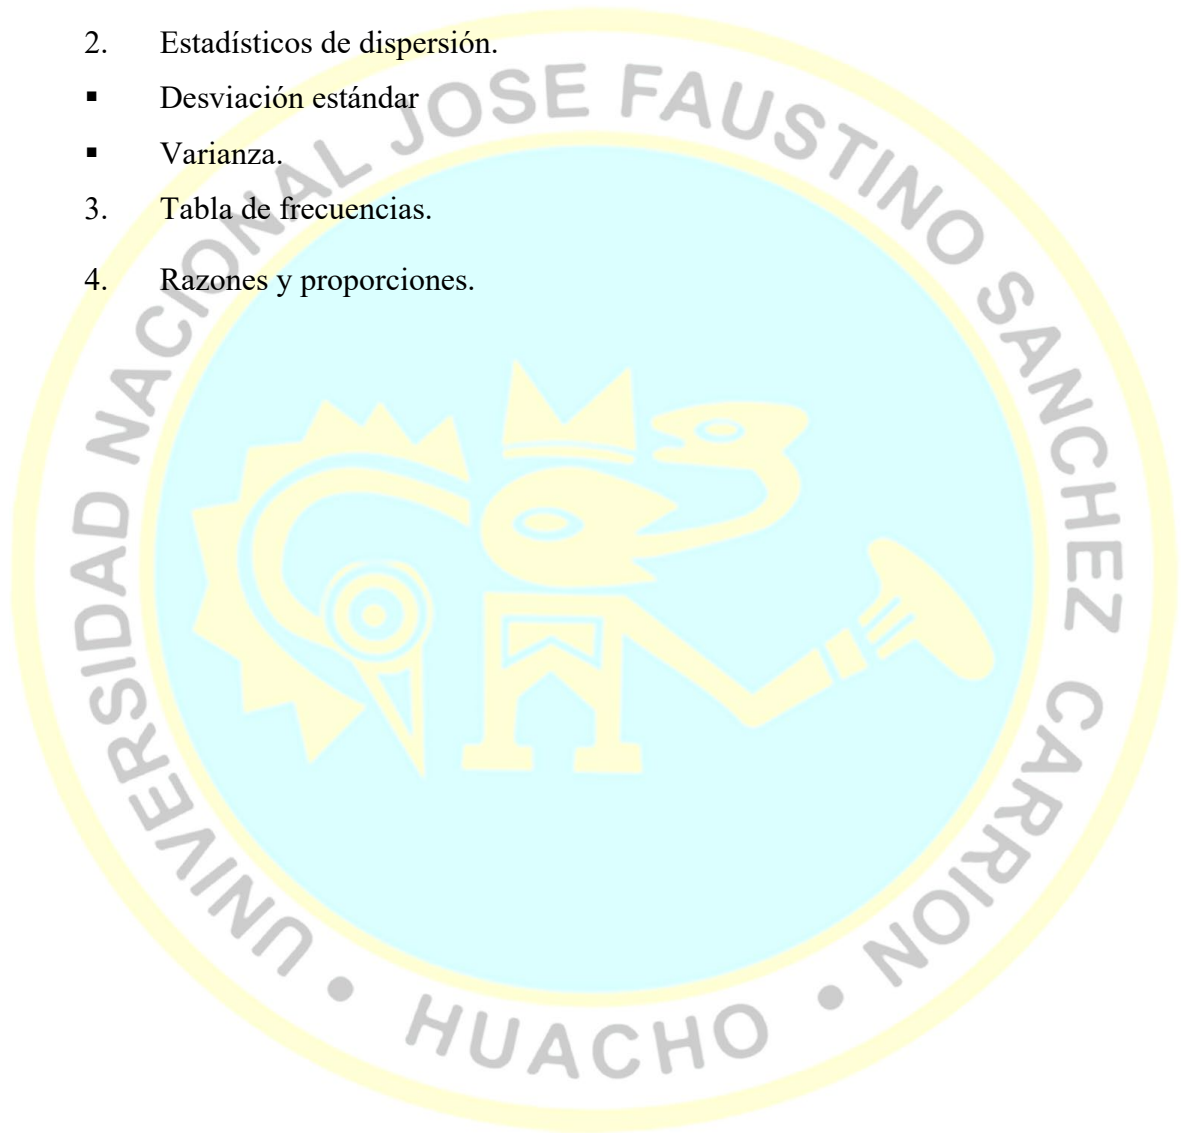 2. Estadísticos de dispersión.
▪ Desviación estándar
▪ Varianza.
3. Tabla de frecuencias.
4. Razones y proporciones.
UNIVERSIDAD NACIONAL JOSE FAUSTINO SANCHEZ CARRION • HUACHO •